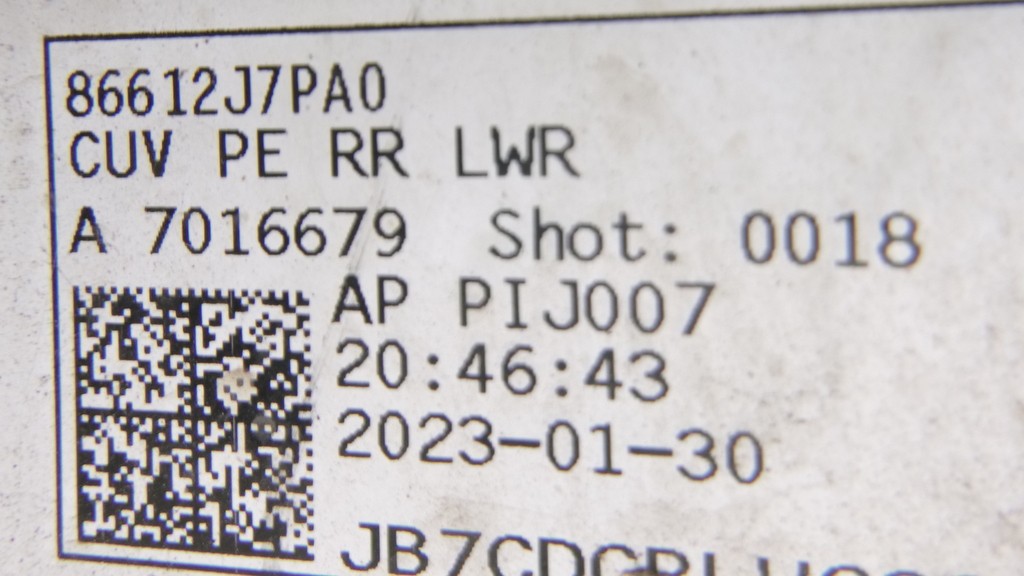 86612J7PA0
CUV PE RR LWR
A 7016679 Shot: 0018
AP PIJ007
20:46:43
2023-01-30